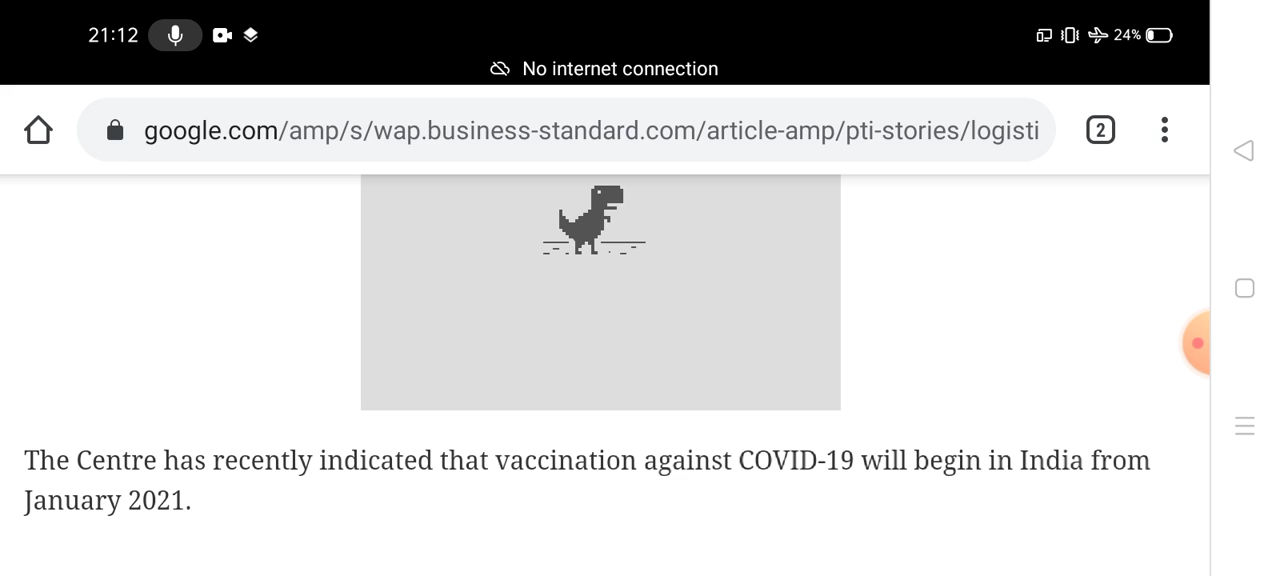 21:12
24%
No internet connection
google.com/amp/s/wap.business-standard.com/article-amp/pti-stories/logisti
2
The Centre has recently indicated that vaccination against COVID-19 will begin in India from
January 2021.